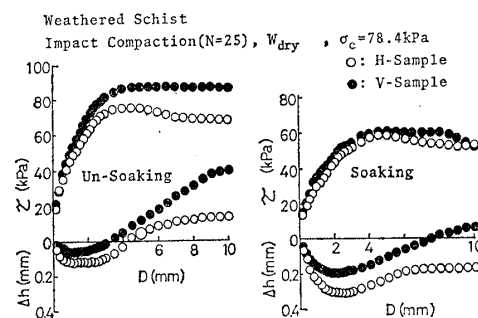 Weathered Schist
Impact Compaction(N=25), Wdry , σc=78.4kPa
○: H-Sample
●: V-Sample
100
80
60
40
20
0
0.2
0.4
τ (kPa)
Δh (mm)
Un-Soaking
2 4 6 8 10
D (mm)
80
60
40
20
0
0.2
0.4
τ (kPa)
Δh (mm)
Soaking
2 4 6 8 10
D(mm)